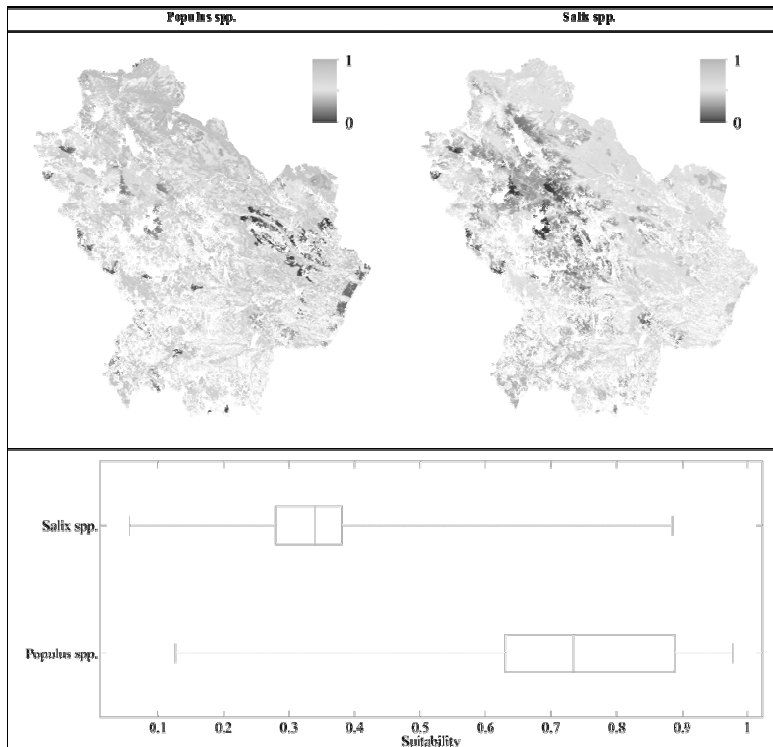 Populus spp.
Salix spp.
1
0
1
0
Salix spp.
Populus spp.
0.1 0.2 0.3 0.4 0.5 0.6 0.7 0.8 0.9 1
Suitability